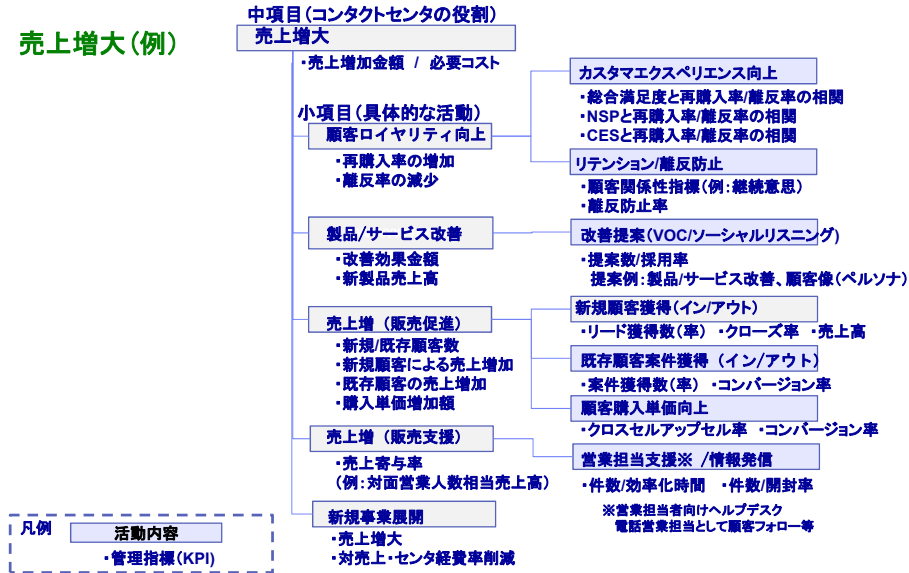 売上増大(例)
中項目(コンタクトセンタの役割)
売上増大
・売上増加金額 / 必要コスト
小項目(具体的な活動)
顧客ロイヤリティ向上
・再購入率の増加
・離反率の減少
カスタマエクスペリエンス向上
・総合満足度と再購入率/離反率の相関
・NSPと再購入率/離反率の相関
・CESと再購入率/離反率の相関
リテンション/離反防止
・顧客関係性指標(例:継続意思)
・離反防止率
製品/サービス改善
・改善効果金額
・新製品売上高
改善提案(VOC/ソーシャルリスニング)
・提案数/採用率
提案例:製品/サービス改善、顧客像(ペルソナ)
売上増 (販売促進)
・新規/既存顧客数
・新規顧客による売上増加
・既存顧客の売上増加
・購入単価増加額
新規顧客獲得(イン/アウト)
・リード獲得数(率) ・クローズ率 ・売上高
既存顧客案件獲得 (イン/アウト)
・案件獲得数(率) ・コンバージョン率
顧客購入単価向上
・クロスセルアップセル率 ・コンバージョン率
売上増 (販売支援)
・売上寄与率
(例:対面営業人数相当売上高)
営業担当支援※ /情報発信
・件数/効率化時間 ・件数/開封率
※営業担当者向けヘルプデスク
電話営業担当として顧客フォロー等
新規事業展開
・売上増大
・対売上・センタ経費率削減
凡例
活動内容
・管理指標(KPI)